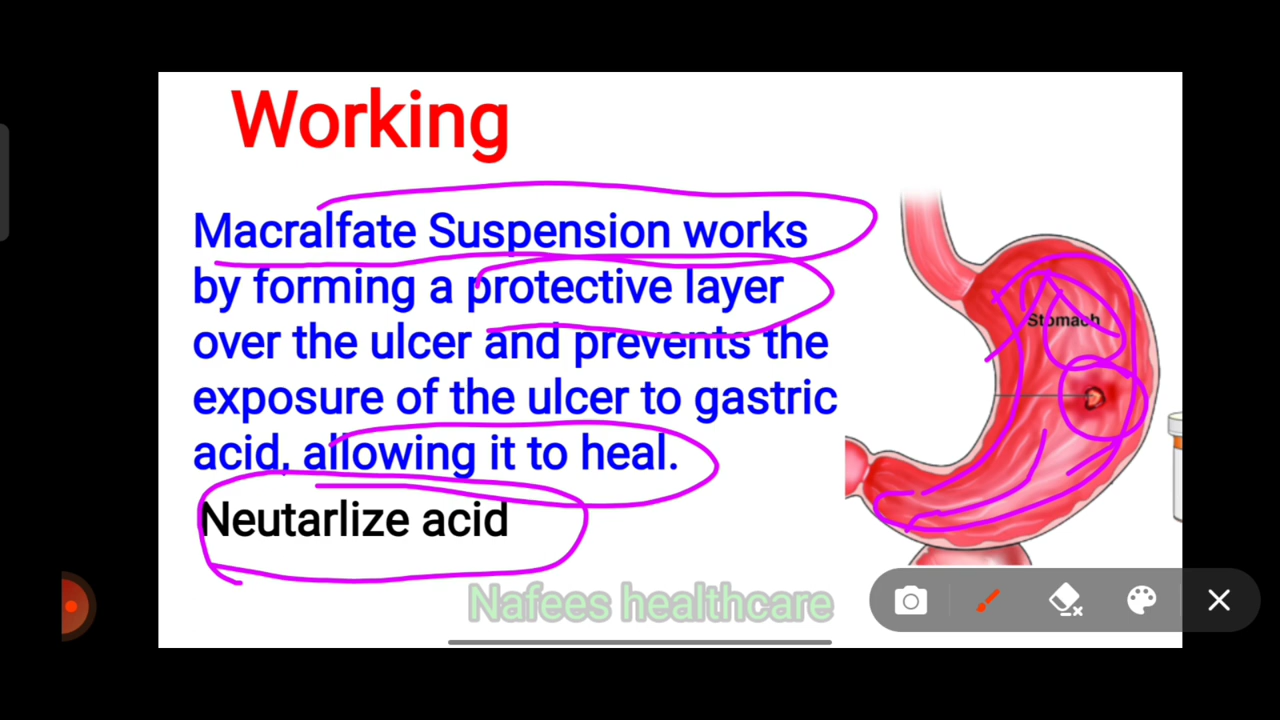 Working
Macralfate Suspension works
by forming a protective layer
over the ulcer and prevents the
exposure of the ulcer to gastric
acid, allowing it to heal.
Neutarlize acid
Stomach
Nafees healthcare